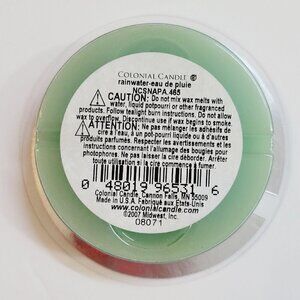 COLONIAL CANDLE ®
rainwater-eau de pluie
NCSNAPA.465
CAUTION: Do not mix wax melts with
water, liquid potpourri or other fragranced
products. Follow tealight burn instructions. Do not allow
wax to overflow. Discontinue use if wax begins to smoke.
ATTENTION: Ne pas mélanger les adhésifs de
cire à l'eau, à un pot-pourri liquide ou à d'autres
produits parfumés. Respecter les avertissements et les
instructions concernant l'allumage des bougies pour
photophores. Ne pas laisser la cire déborder. Arrêter
si la cire commence à fumer.
0 48019 96531 6
Colonial Candle, Cannon Falls, MN 55009
Made in U.S.A. Fabriqué aux États-Unis
www.colonialcandle.com
©2007 Midwest, Inc.
08071